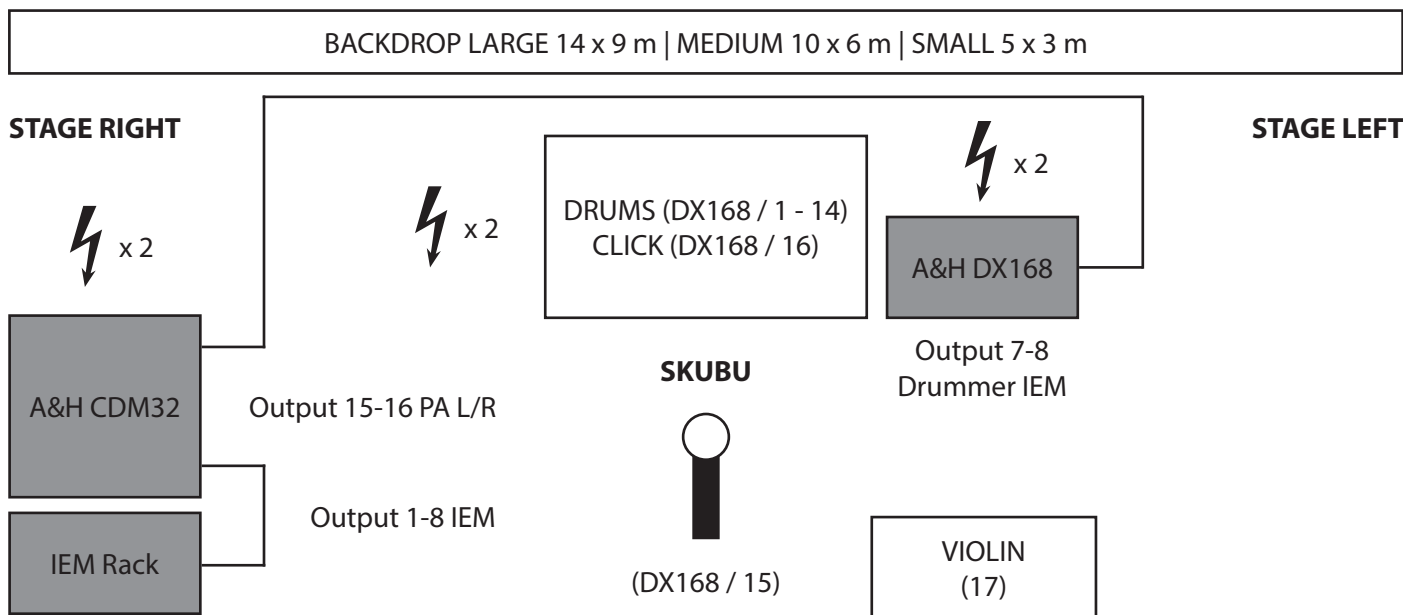 BACKDROP LARGE 14 x 9 m | MEDIUM 10 x 6 m | SMALL 5 x 3 m
STAGE RIGHT
STAGE LEFT
x 2
x 2
x 2
DRUMS (DX168 / 1 - 14)
CLICK (DX168 / 16)
A&H DX168
Output 7-8
Drummer IEM
SKUBU
A&H CDM32
Output 15-16 PA L/R
Output 1-8 IEM
IEM Rack
(DX168 / 15)
VIOLIN
(17)